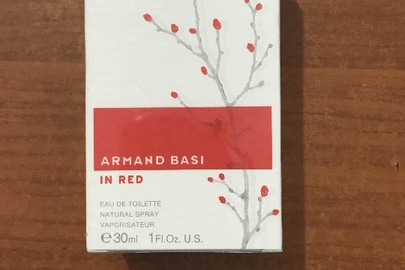 ARMAND BASI
IN RED
EAU DE TOILETTE
NATURAL SPRAY
VAPORISATEUR
℮30ml 1Fl.Oz. U.S.